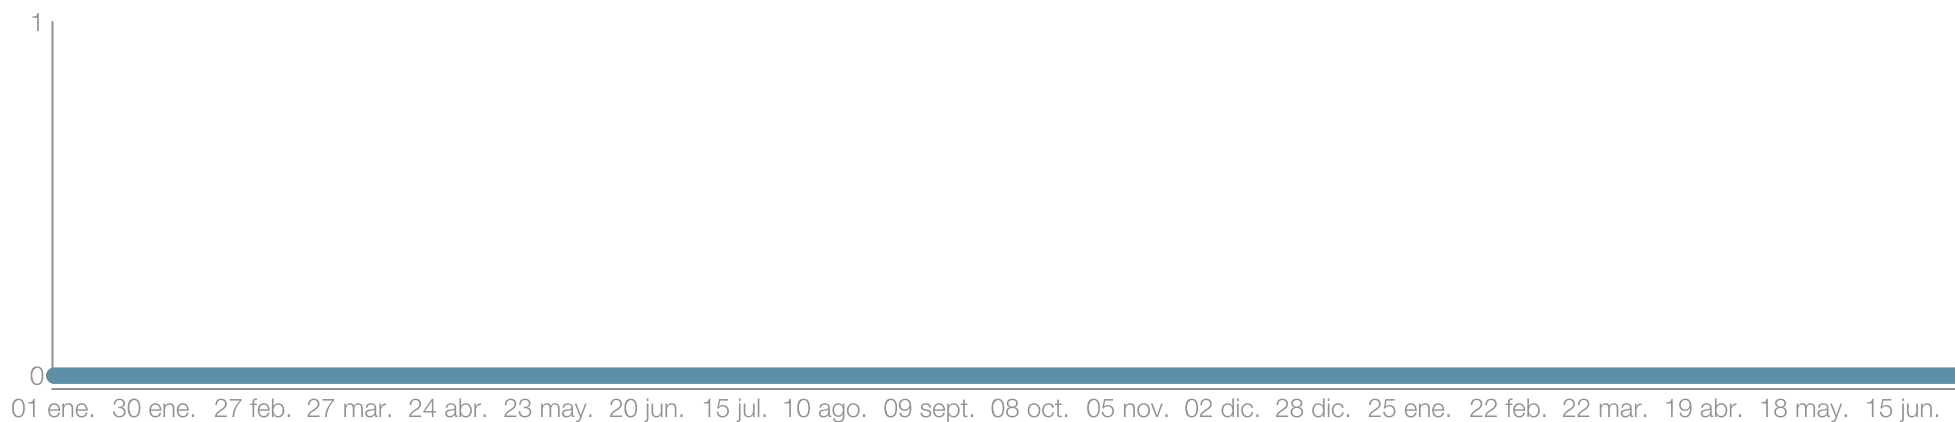 1
0
01 ene. 30 ene. 27 feb. 27 mar. 24 abr. 23 may. 20 jun. 15 jul. 10 ago. 09 sept. 08 oct. 05 nov. 02 dic. 28 dic. 25 ene. 22 feb. 22 mar. 19 abr. 18 may. 15 jun.